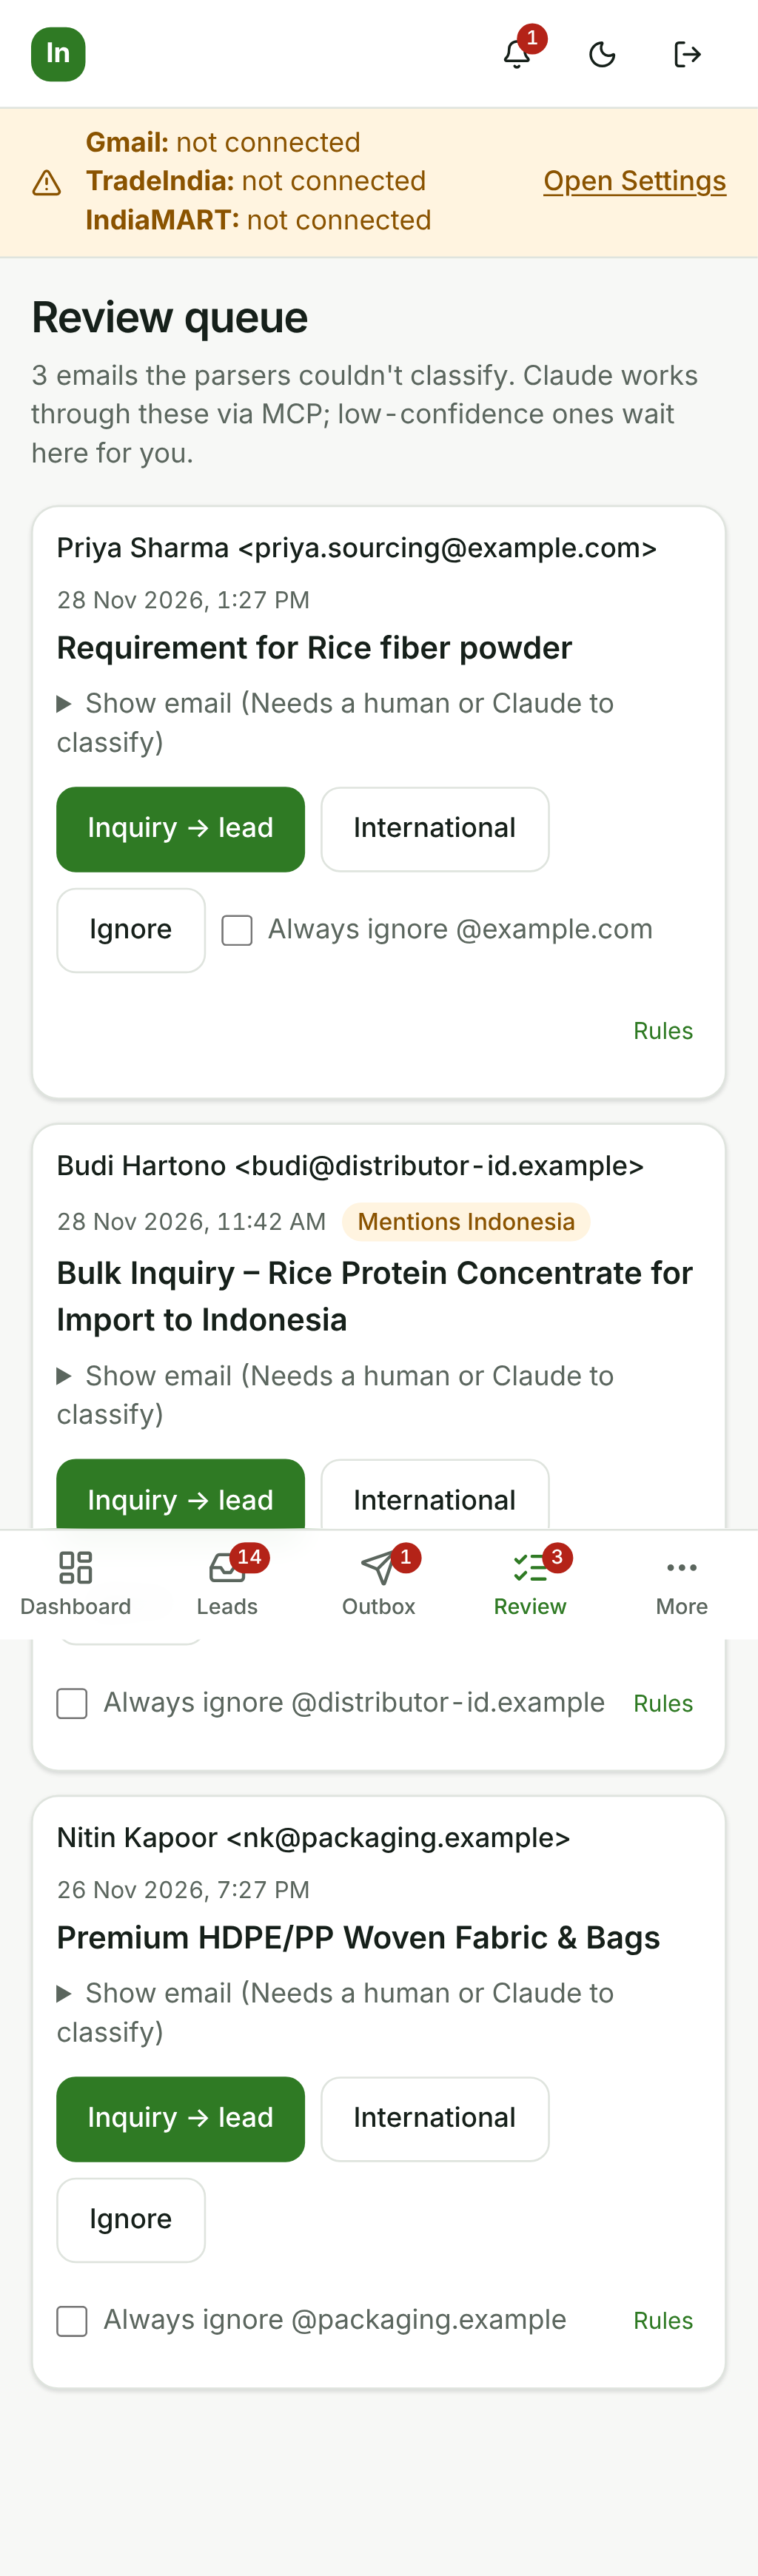 In
1
Gmail: not connected
TradeIndia: not connected
IndiaMART: not connected
Open Settings
Review queue
3 emails the parsers couldn't classify. Claude works
through these via MCP; low-confidence ones wait
here for you.
Priya Sharma <priya.sourcing@example.com>
28 Nov 2026, 1:27 PM
Requirement for Rice fiber powder
Show email (Needs a human or Claude to
classify)
Inquiry → lead
International
Ignore
Always ignore @example.com
Rules
Budi Hartono <budi@distributor-id.example>
28 Nov 2026, 11:42 AM
Mentions Indonesia
Bulk Inquiry – Rice Protein Concentrate for
Import to Indonesia
Show email (Needs a human or Claude to
classify)
Inquiry → lead
International
14
1
3
Dashboard
Leads
Outbox
Review
More
Always ignore @distributor-id.example
Rules
Nitin Kapoor <nk@packaging.example>
26 Nov 2026, 7:27 PM
Premium HDPE/PP Woven Fabric & Bags
Show email (Needs a human or Claude to
classify)
Inquiry → lead
International
Ignore
Always ignore @packaging.example
Rules